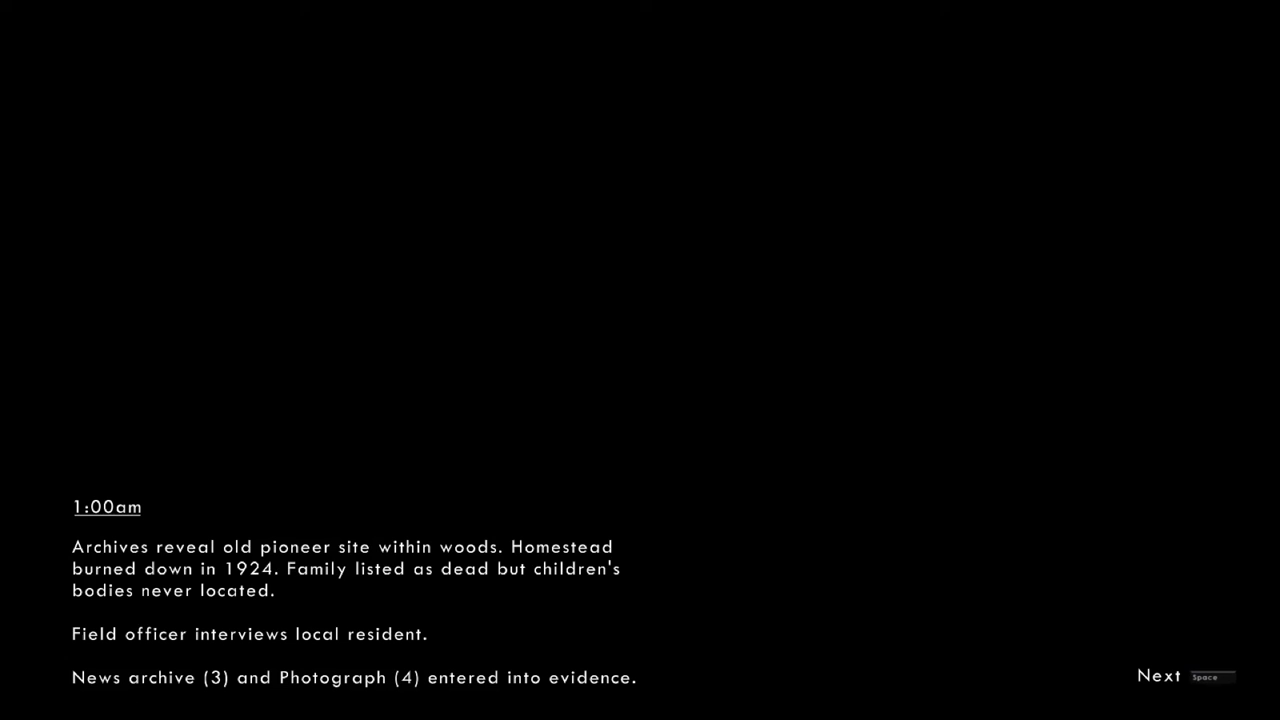 1:00am
Archives reveal old pioneer site within woods. Homestead
burned down in 1924. Family listed as dead but children's
bodies never located.
Field officer interviews local resident.
News archive (3) and Photograph (4) entered into evidence.
Next Space